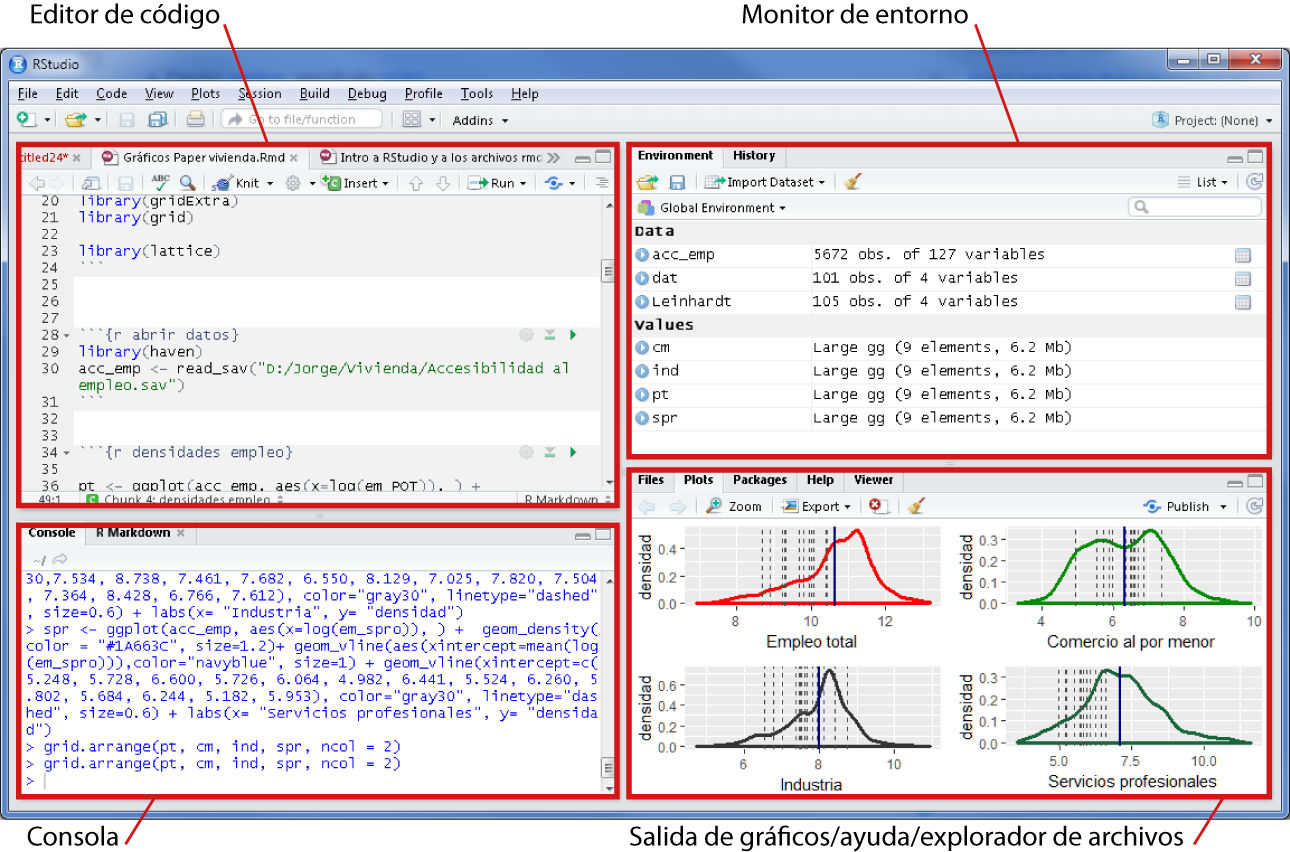 Editor de código
Monitor de entorno
RStudio
File Edit Code View Plots Session Build Debug Profile Tools Help
Go to file/function Addins Project: (None)
titled24* Gráficos Paper vivienda.Rmd Intro a RStudio y a los archivos rmd
ABC Knit Insert Run
20 library(gridExtra)
21 library(grid)
22
23 library(lattice)
24 ```
25
26
27
28 ```{r abrir datos}
29 library(haven)
30 acc_emp <- read_sav("D:/Jorge/Vivienda/Accesibilidad al
empleo.sav")
31 ```
32
33
34 ```{r densidades empleo}
35
36 pt <- ggplot(acc_emp, aes(x=log(em_POT)), ) +
49:1 Chunk 4: densidades empleo R Markdown
Environment History
Import Dataset List
Global Environment
Data
acc_emp 5672 obs. of 127 variables
dat 101 obs. of 4 variables
Leinhardt 105 obs. of 4 variables
Values
cm Large gg (9 elements, 6.2 Mb)
ind Large gg (9 elements, 6.2 Mb)
pt Large gg (9 elements, 6.2 Mb)
spr Large gg (9 elements, 6.2 Mb)
Console R Markdown
~/
30,7.534, 8.738, 7.461, 7.682, 6.550, 8.129, 7.025, 7.820, 7.504
, 7.364, 8.428, 6.766, 7.612), color="gray30", linetype="dashed"
, size=0.6) + labs(x= "Industria", y= "densidad")
> spr <- ggplot(acc_emp, aes(x=log(em_spro)), ) + geom_density(
color = "#1A663C", size=1.2)+ geom_vline(aes(xintercept=mean(log
(em_spro))),color="navyblue", size=1) + geom_vline(xintercept=c(
5.248, 5.728, 6.600, 5.726, 6.064, 4.982, 6.441, 5.524, 6.260, 5
.802, 5.684, 6.244, 5.182, 5.953), color="gray30", linetype="das
hed", size=0.6) + labs(x= "Servicios profesionales", y= "densida
d")
> grid.arrange(pt, cm, ind, spr, ncol = 2)
> grid.arrange(pt, cm, ind, spr, ncol = 2)
>
Files Plots Packages Help Viewer
Zoom Export Publish
densidad
0.4
0.2
0.0
8 10 12
Empleo total
densidad
0.3
0.2
0.1
0.0
4 6 8 10
Comercio al por menor
densidad
0.6
0.4
0.2
0.0
6 8 10
Industria
densidad
0.3
0.2
0.1
0.0
5.0 7.5 10.0
Servicios profesionales
Consola
Salida de gráficos/ayuda/explorador de archivos